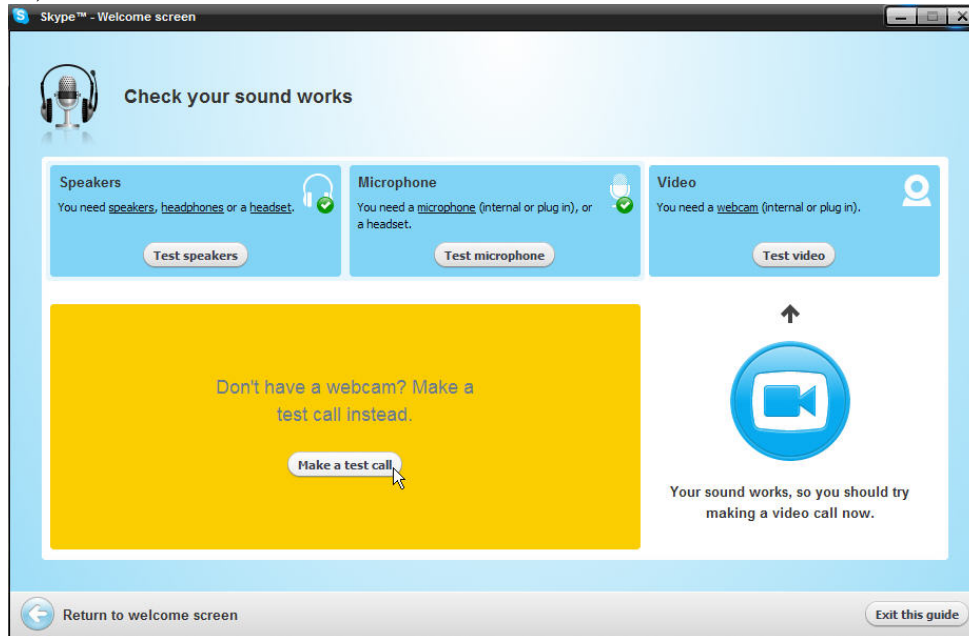 Skype™ - Welcome screen
Check your sound works
Speakers
You need speakers, headphones or a headset.
Test speakers
Microphone
You need a microphone (internal or plug in), or
a headset.
Test microphone
Video
You need a webcam (internal or plug in).
Test video
Don't have a webcam? Make a
test call instead.
Make a test call
Your sound works, so you should try
making a video call now.
Return to welcome screen
Exit this guide